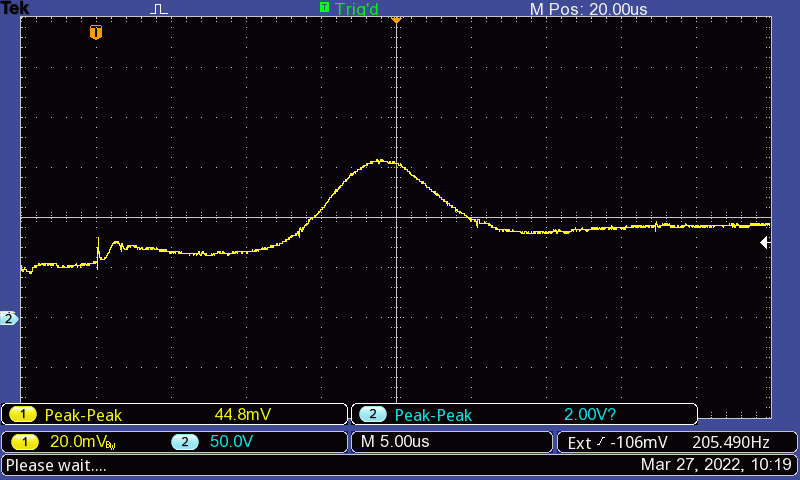 Tek T Trig'd M Pos: 20.00us
T
2
1 Peak-Peak 44.8mV 2 Peak-Peak 2.00V?
1 20.0mVBW 2 50.0V M 5.00us Ext -106mV 205.490Hz
Please wait.... Mar 27, 2022, 10:19